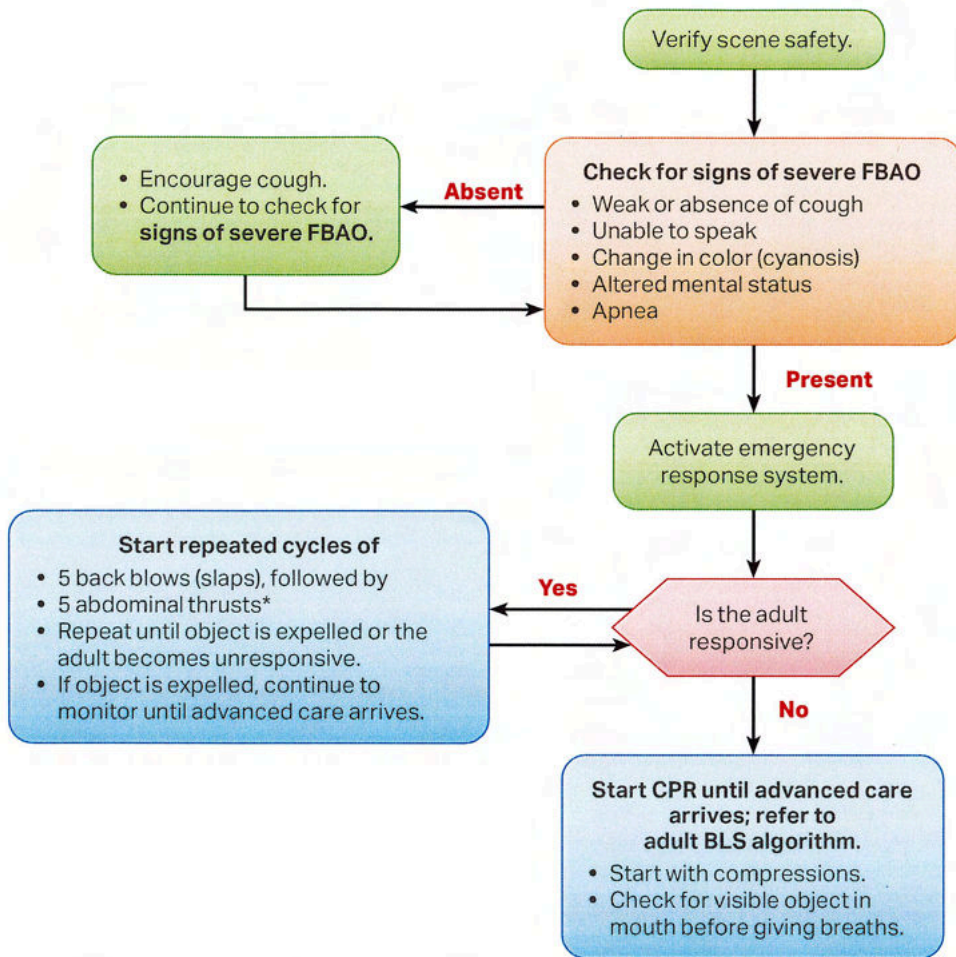 Verify scene safety.
Check for signs of severe FBAO
• Weak or absence of cough
• Unable to speak
• Change in color (cyanosis)
• Altered mental status
• Apnea
Absent
• Encourage cough.
• Continue to check for
signs of severe FBAO.
Present
Activate emergency
response system.
Is the adult
responsive?
Yes
Start repeated cycles of
• 5 back blows (slaps), followed by
• 5 abdominal thrusts*
• Repeat until object is expelled or the
adult becomes unresponsive.
• If object is expelled, continue to
monitor until advanced care arrives.
No
Start CPR until advanced care
arrives; refer to
adult BLS algorithm.
• Start with compressions.
• Check for visible object in
mouth before giving breaths.